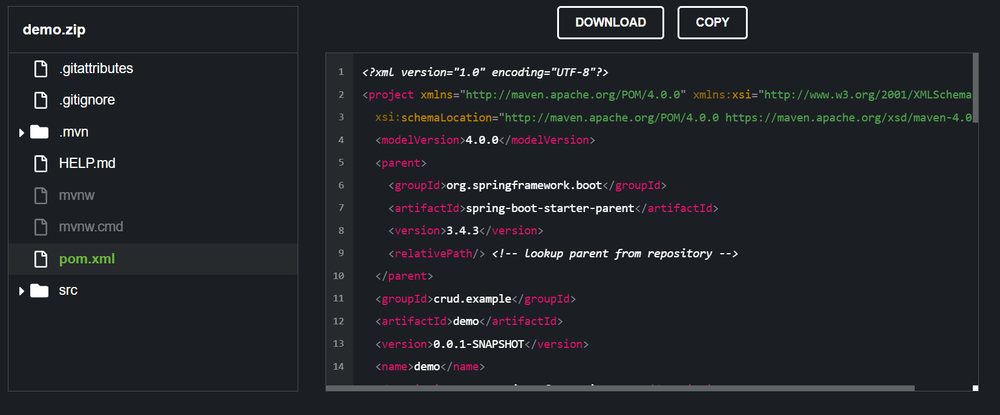 demo.zip
.gitattributes
.gitignore
.mvn
HELP.md
mvnw
mvnw.cmd
pom.xml
src
DOWNLOAD COPY
1 <?xml version="1.0" encoding="UTF-8"?>
2 <project xmlns="http://maven.apache.org/POM/4.0.0" xmlns:xsi="http://www.w3.org/2001/XMLSchema
3 xsi:schemaLocation="http://maven.apache.org/POM/4.0.0 https://maven.apache.org/xsd/maven-4.0
4 <modelVersion>4.0.0</modelVersion>
5 <parent>
6 <groupId>org.springframework.boot</groupId>
7 <artifactId>spring-boot-starter-parent</artifactId>
8 <version>3.4.3</version>
9 <relativePath/> <!-- lookup parent from repository -->
10 </parent>
11 <groupId>crud.example</groupId>
12 <artifactId>demo</artifactId>
13 <version>0.0.1-SNAPSHOT</version>
14 <name>demo</name>